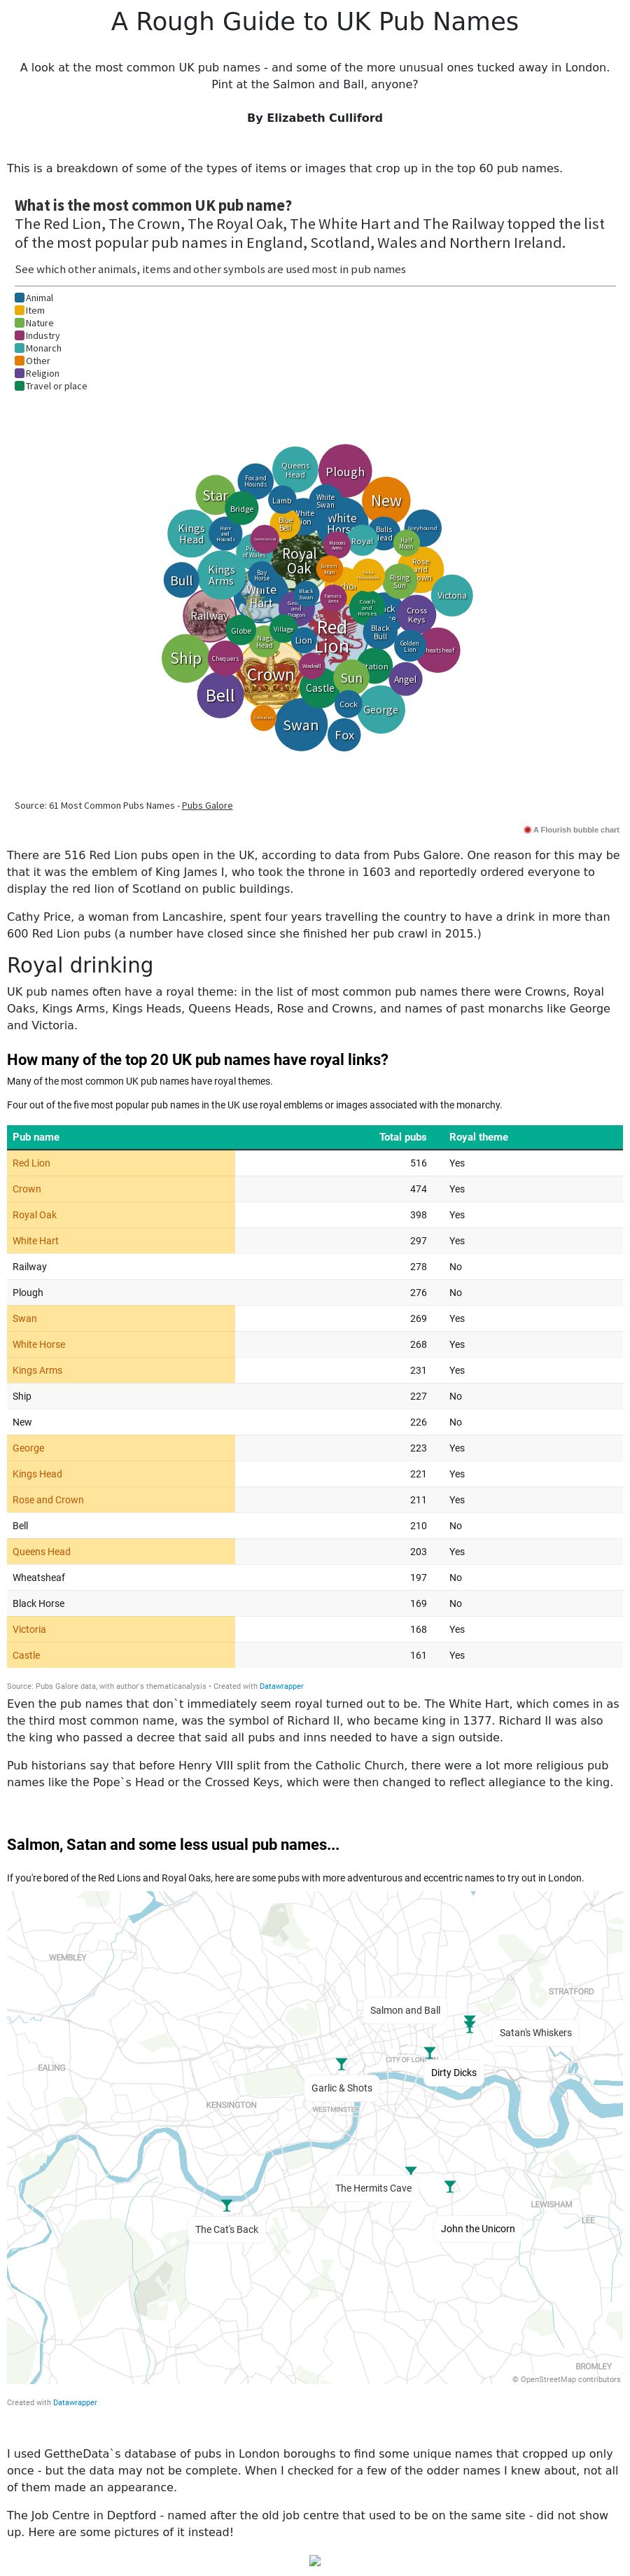 A Rough Guide to UK Pub Names
A look at the most common UK pub names - and some of the more unusual ones tucked away in London.
Pint at the Salmon and Ball, anyone?
By Elizabeth Culliford
This is a breakdown of some of the types of items or images that crop up in the top 60 pub names.
What is the most common UK pub name?
The Red Lion, The Crown, The Royal Oak, The White Hart and The Railway topped the list
of the most popular pub names in England, Scotland, Wales and Northern Ireland.
See which other animals, items and other symbols are used most in pub names
Animal
Item
Nature
Industry
Monarch
Other
Religion
Travel or place
Queens
Head
Plough
Fox and
Hounds
Star
New
Lamb
White
Swan
Bridge
Kings
Head
Hare
and
Hounds
Blue
Bell
White
Bulls
Greyhound
Half
Moon
Masons
Arms
Royal
Royal
Oak
Kings
Arms
Bull
Bay
Horse
Green
Man
Rising
Sun
Rose
and
Victoria
White
Hart
Black
Swan
Farmers
Arms
Coach
and
Horses
Cross
Keys
Railway
Globe
Village
Nags
Head
Lion
Red
Lion
Black
Bull
Golden
Lion
Ship
Chequers
Windmill
Crown
Castle
Sun
Angel
Bell
Cock
George
Swan
Fox
Source: 61 Most Common Pubs Names - Pubs Galore
A Flourish bubble chart
There are 516 Red Lion pubs open in the UK, according to data from Pubs Galore. One reason for this may be
that it was the emblem of King James I, who took the throne in 1603 and reportedly ordered everyone to
display the red lion of Scotland on public buildings.
Cathy Price, a woman from Lancashire, spent four years travelling the country to have a drink in more than
600 Red Lion pubs (a number have closed since she finished her pub crawl in 2015.)
Royal drinking
UK pub names often have a royal theme: in the list of most common pub names there were Crowns, Royal
Oaks, Kings Arms, Kings Heads, Queens Heads, Rose and Crowns, and names of past monarchs like George
and Victoria.
How many of the top 20 UK pub names have royal links?
Many of the most common UK pub names have royal themes.
Four out of the five most popular pub names in the UK use royal emblems or images associated with the monarchy.
Pub name Total pubs Royal theme
Red Lion 516 Yes
Crown 474 Yes
Royal Oak 398 Yes
White Hart 297 Yes
Railway 278 No
Plough 276 No
Swan 269 Yes
White Horse 268 Yes
Kings Arms 231 Yes
Ship 227 No
New 226 No
George 223 Yes
Kings Head 221 Yes
Rose and Crown 211 Yes
Bell 210 No
Queens Head 203 Yes
Wheatsheaf 197 No
Black Horse 169 No
Victoria 168 Yes
Castle 161 Yes
Source: Pubs Galore data, with author's thematicanalysis • Created with Datawrapper
Even the pub names that don`t immediately seem royal turned out to be. The White Hart, which comes in as
the third most common name, was the symbol of Richard II, who became king in 1377. Richard II was also
the king who passed a decree that said all pubs and inns needed to have a sign outside.
Pub historians say that before Henry VIII split from the Catholic Church, there were a lot more religious pub
names like the Pope`s Head or the Crossed Keys, which were then changed to reflect allegiance to the king.
Salmon, Satan and some less usual pub names...
If you're bored of the Red Lions and Royal Oaks, here are some pubs with more adventurous and eccentric names to try out in London.
WEMBLEY
STRATFORD
Salmon and Ball
Satan's Whiskers
CITY OF
EALING
Dirty Dicks
Garlic & Shots
KENSINGTON
WESTMINSTER
The Hermits Cave
LEWISHAM
LEE
The Cat's Back
John the Unicorn
BROMLEY
© OpenStreetMap contributors
Created with Datawrapper
I used GettheData`s database of pubs in London boroughs to find some unique names that cropped up only
once - but the data may not be complete. When I checked for a few of the odder names I knew about, not all
of them made an appearance.
The Job Centre in Deptford - named after the old job centre that used to be on the same site - did not show
up. Here are some pictures of it instead!